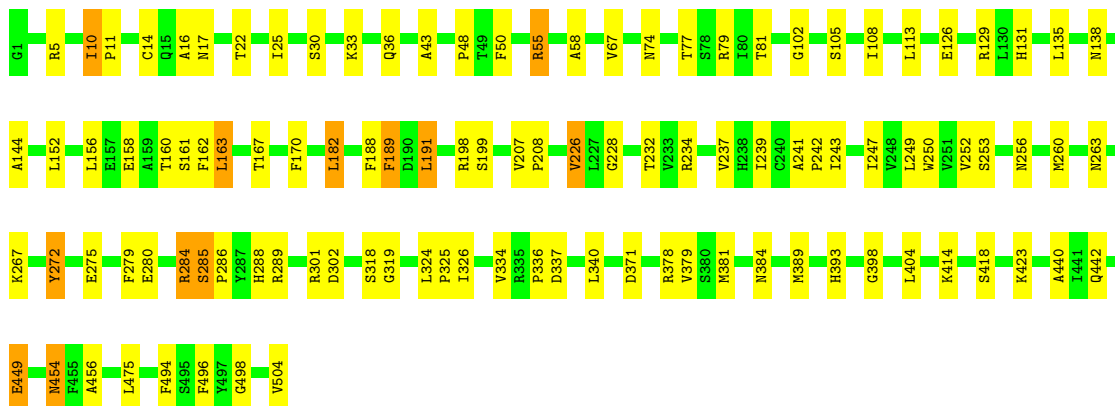 G1 R5 I10 P11 C14 Q15 A16 N17 T22 I25 S30 K33 Q36 A43 P48 T49 F50 R55 A58 V67 N74 T77 S78 R79 I80 T81 G102 S105 I108 L113 E126 R129 L130 H131 L135 N138
A144 L152 L156 E157 E158 A159 T160 S161 F162 L163 T167 F170 L182 F188 F189 D190 L191 R198 S199 V207 P208 V226 L227 G228 T232 V233 R234 V237 H238 I239 C240 A241 P242 I243 I247 V248 L249 W250 V251 V252 S253 N256 M260 N263
K267 Y272 E275 F279 E280 R284 S285 P286 Y287 H288 R289 R301 D302 S318 G319 L324 P325 I326 V334 R335 P336 D337 L340 D371 R378 V379 S380 M381 N384 M389 H393 G398 L404 K414 S418 K423 A440 I441 Q442
E449 N454 F455 A456 L475 F494 S495 F496 Y497 G498 V504